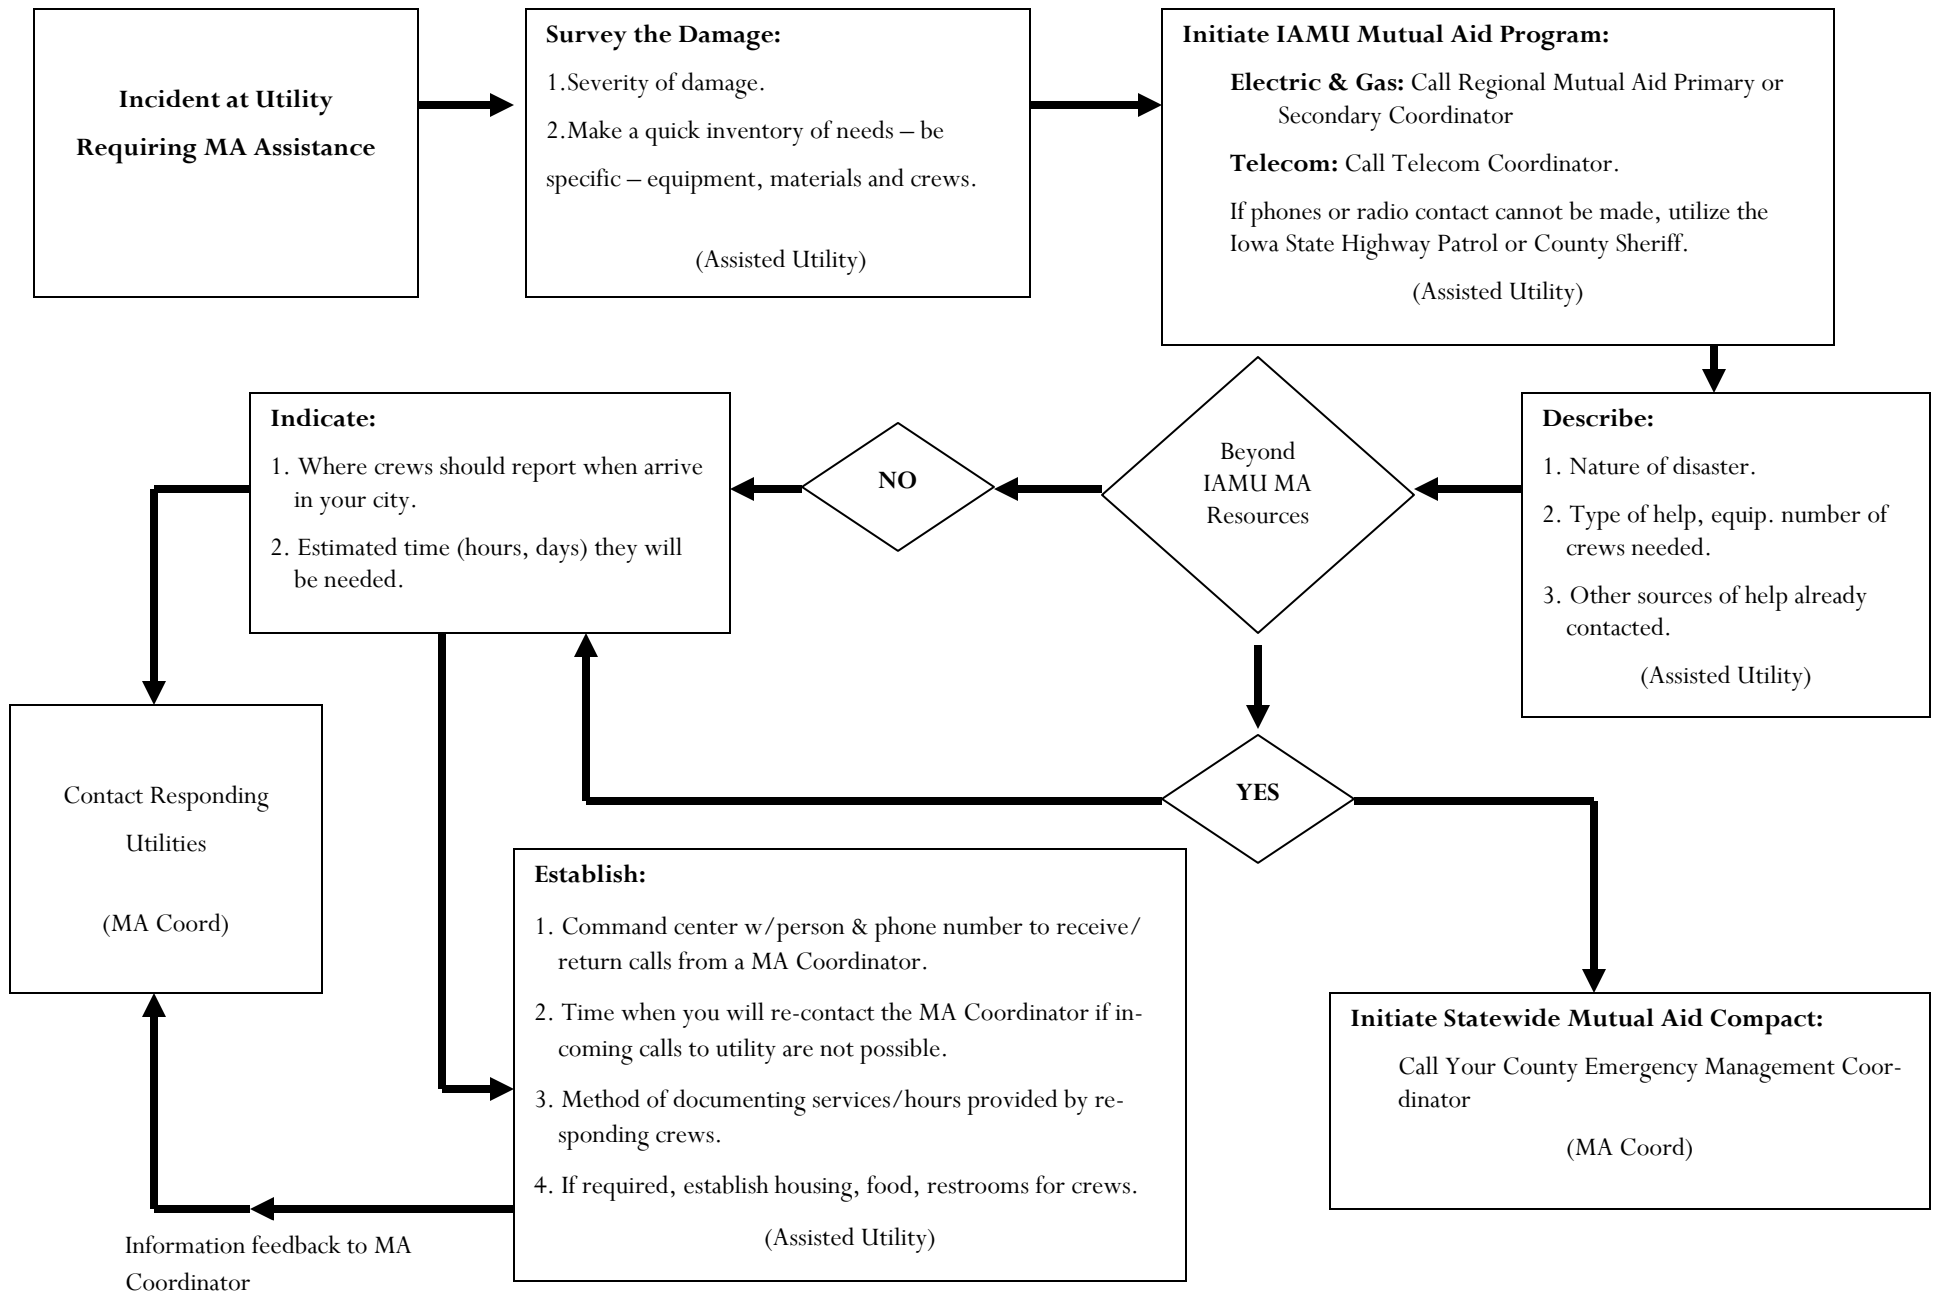 Incident at Utility
Requiring MA Assistance
Survey the Damage:
1.Severity of damage.
2.Make a quick inventory of needs – be
specific – equipment, materials and crews.
(Assisted Utility)
Initiate IAMU Mutual Aid Program:
Electric & Gas: Call Regional Mutual Aid Primary or
Secondary Coordinator
Telecom: Call Telecom Coordinator.
If phones or radio contact cannot be made, utilize the
Iowa State Highway Patrol or County Sheriff.
(Assisted Utility)
Describe:
1. Nature of disaster.
2. Type of help, equip. number of
crews needed.
3. Other sources of help already
contacted.
(Assisted Utility)
Beyond
IAMU MA
Resources
NO
Indicate:
1. Where crews should report when arrive
in your city.
2. Estimated time (hours, days) they will
be needed.
YES
Contact Responding
Utilities
(MA Coord)
Establish:
1. Command center w/person & phone number to receive/
return calls from a MA Coordinator.
2. Time when you will re-contact the MA Coordinator if in-
coming calls to utility are not possible.
3. Method of documenting services/hours provided by re-
sponding crews.
4. If required, establish housing, food, restrooms for crews.
(Assisted Utility)
Initiate Statewide Mutual Aid Compact:
Call Your County Emergency Management Coor-
dinator
(MA Coord)
Information feedback to MA
Coordinator